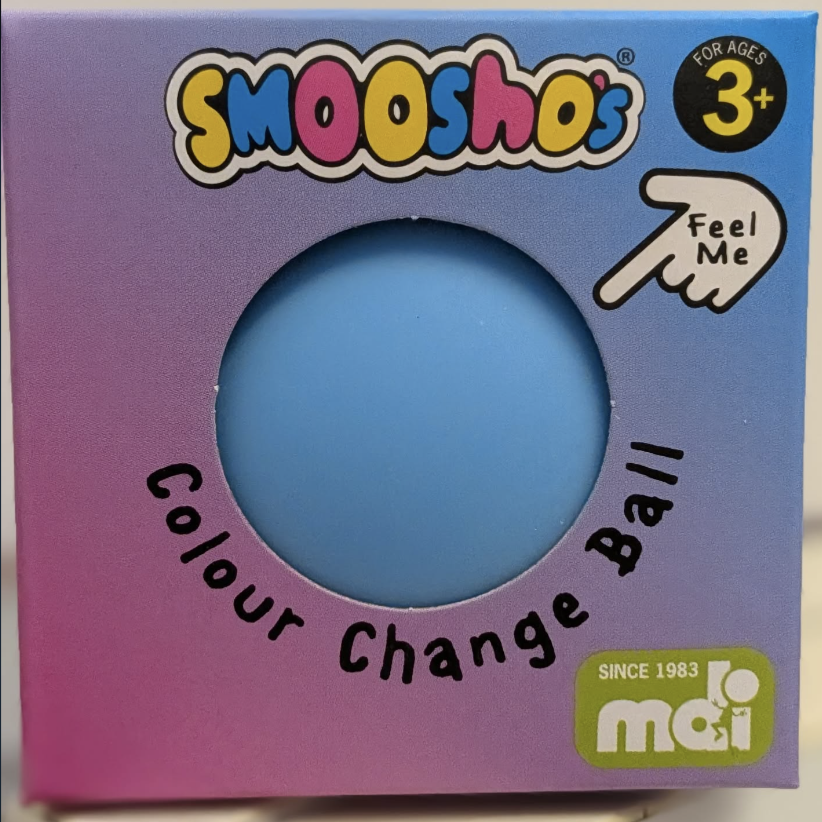 SMOOSHO'S®
FOR AGES
3+
Feel
Me
Colour Change Ball
SINCE 1983
mdi